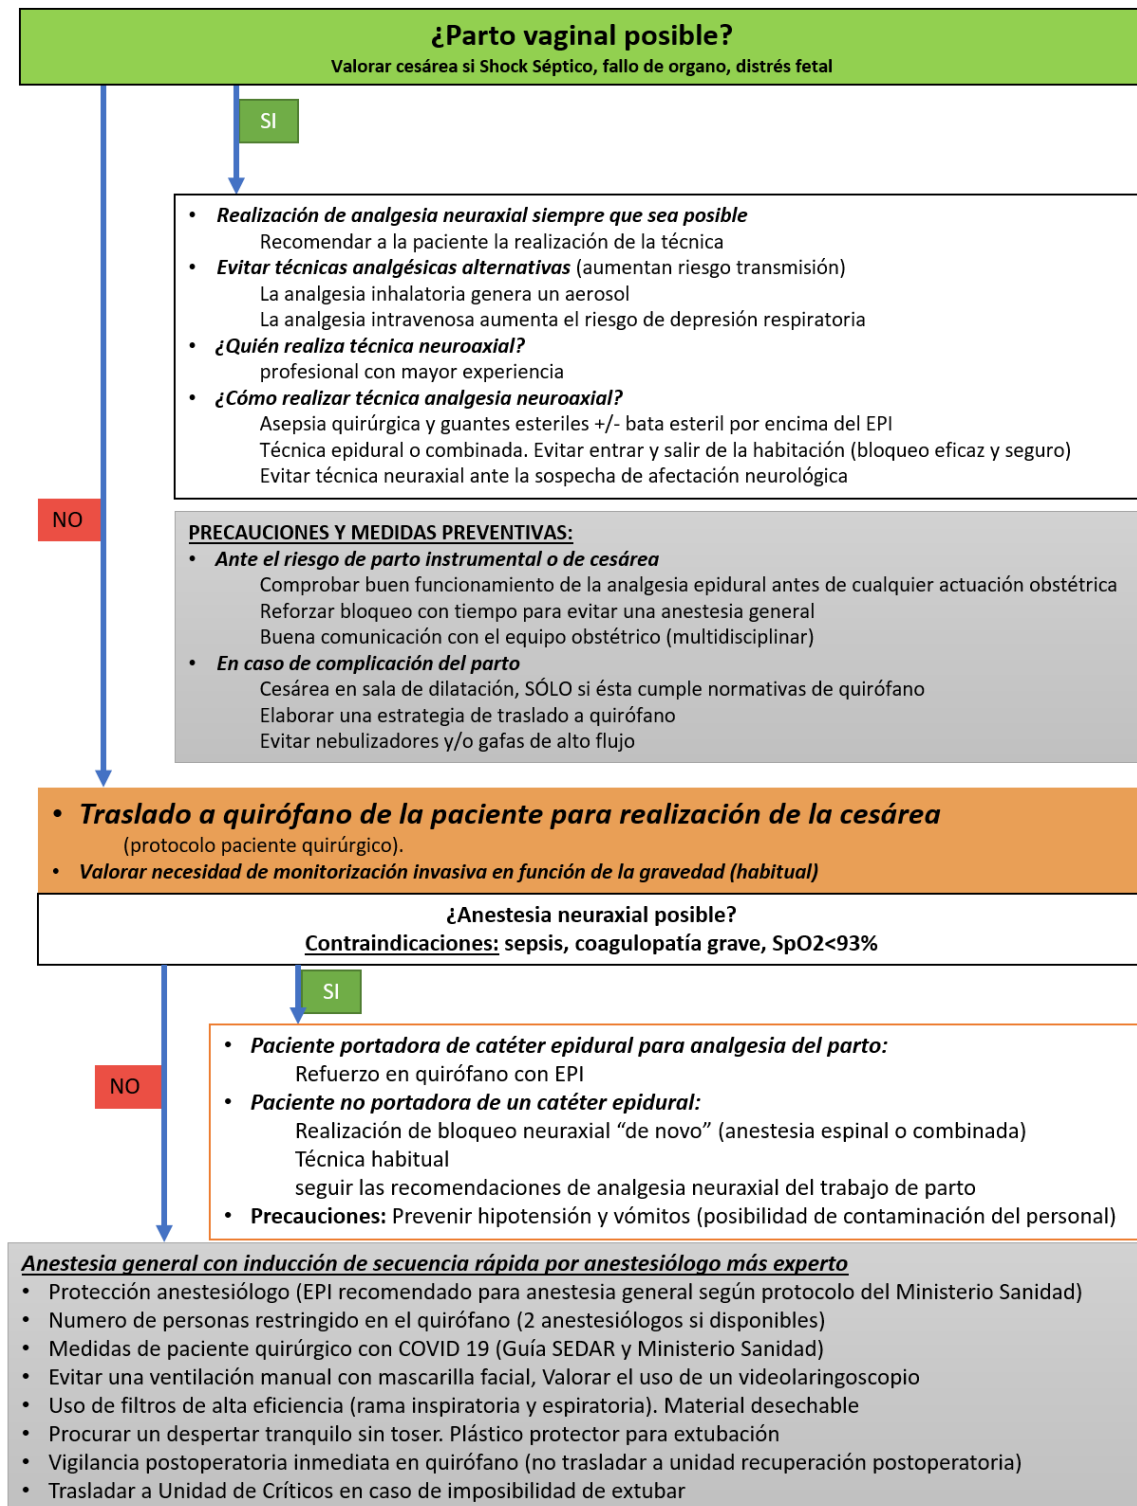 ¿Parto vaginal posible?
Valorar cesárea si Shock Séptico, fallo de organo, distrés fetal
SI
• Realización de analgesia neuraxial siempre que sea posible
Recomendar a la paciente la realización de la técnica
• Evitar técnicas analgésicas alternativas (aumentan riesgo transmisión)
La analgesia inhalatoria genera un aerosol
La analgesia intravenosa aumenta el riesgo de depresión respiratoria
• ¿Quién realiza técnica neuroaxial?
profesional con mayor experiencia
• ¿Cómo realizar técnica analgesia neuroaxial?
Asepsia quirúrgica y guantes esteriles +/- bata esteril por encima del EPI
Técnica epidural o combinada. Evitar entrar y salir de la habitación (bloqueo eficaz y seguro)
Evitar técnica neuraxial ante la sospecha de afectación neurológica
NO
PRECAUCIONES Y MEDIDAS PREVENTIVAS:
• Ante el riesgo de parto instrumental o de cesárea
Comprobar buen funcionamiento de la analgesia epidural antes de cualquier actuación obstétrica
Reforzar bloqueo con tiempo para evitar una anestesia general
Buena comunicación con el equipo obstétrico (multidisciplinar)
• En caso de complicación del parto
Cesárea en sala de dilatación, SÓLO si ésta cumple normativas de quirófano
Elaborar una estrategia de traslado a quirófano
Evitar nebulizadores y/o gafas de alto flujo
• Traslado a quirófano de la paciente para realización de la cesárea
(protocolo paciente quirúrgico).
• Valorar necesidad de monitorización invasiva en función de la gravedad (habitual)
¿Anestesia neuraxial posible?
Contraindicaciones: sepsis, coagulopatía grave, SpO2<93%
SI
• Paciente portadora de catéter epidural para analgesia del parto:
Refuerzo en quirófano con EPI
• Paciente no portadora de un catéter epidural:
Realización de bloqueo neuraxial “de novo” (anestesia espinal o combinada)
Técnica habitual
seguir las recomendaciones de analgesia neuraxial del trabajo de parto
• Precauciones: Prevenir hipotensión y vómitos (posibilidad de contaminación del personal)
NO
Anestesia general con inducción de secuencia rápida por anestesiólogo más experto
• Protección anestesiólogo (EPI recomendado para anestesia general según protocolo del Ministerio Sanidad)
• Numero de personas restringido en el quirófano (2 anestesiólogos si disponibles)
• Medidas de paciente quirúrgico con COVID 19 (Guía SEDAR y Ministerio Sanidad)
• Evitar una ventilación manual con mascarilla facial, Valorar el uso de un videolaringoscopio
• Uso de filtros de alta eficiencia (rama inspiratoria y espiratoria). Material desechable
• Procurar un despertar tranquilo sin toser. Plástico protector para extubación
• Vigilancia postoperatoria inmediata en quirófano (no trasladar a unidad recuperación postoperatoria)
• Trasladar a Unidad de Críticos en caso de imposibilidad de extubar